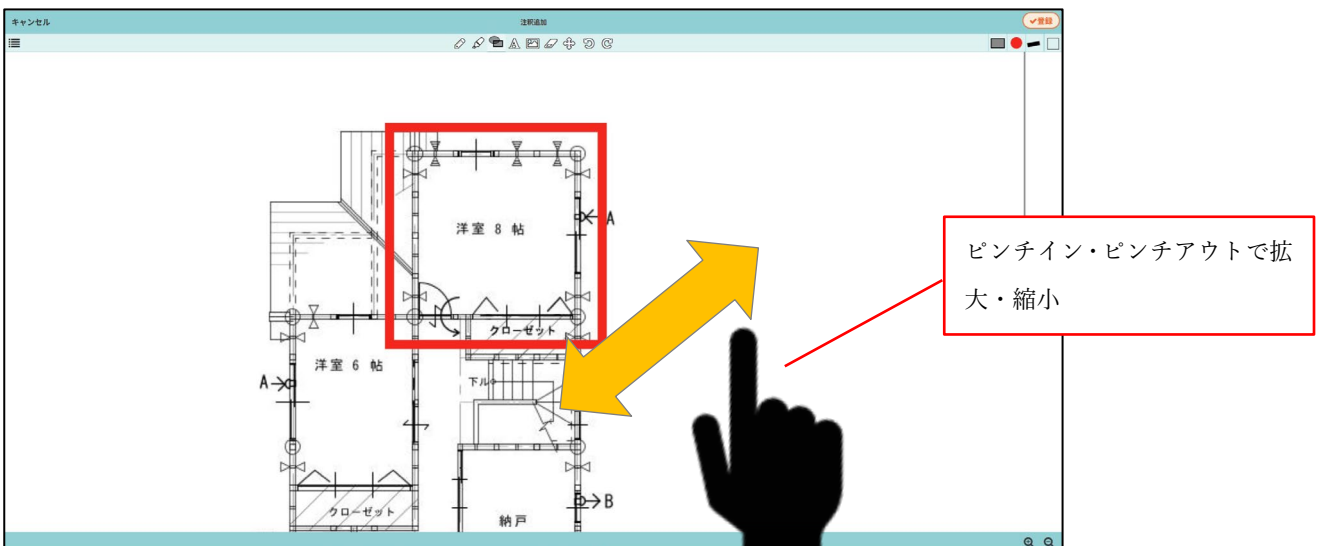 キャンセル
注釈追加
✓登録
洋室 8 帖
A
クローゼット
洋室 6 帖
A
下ル
クローゼット
納戸
B
ピンチイン・ピンチアウトで拡
大・縮小